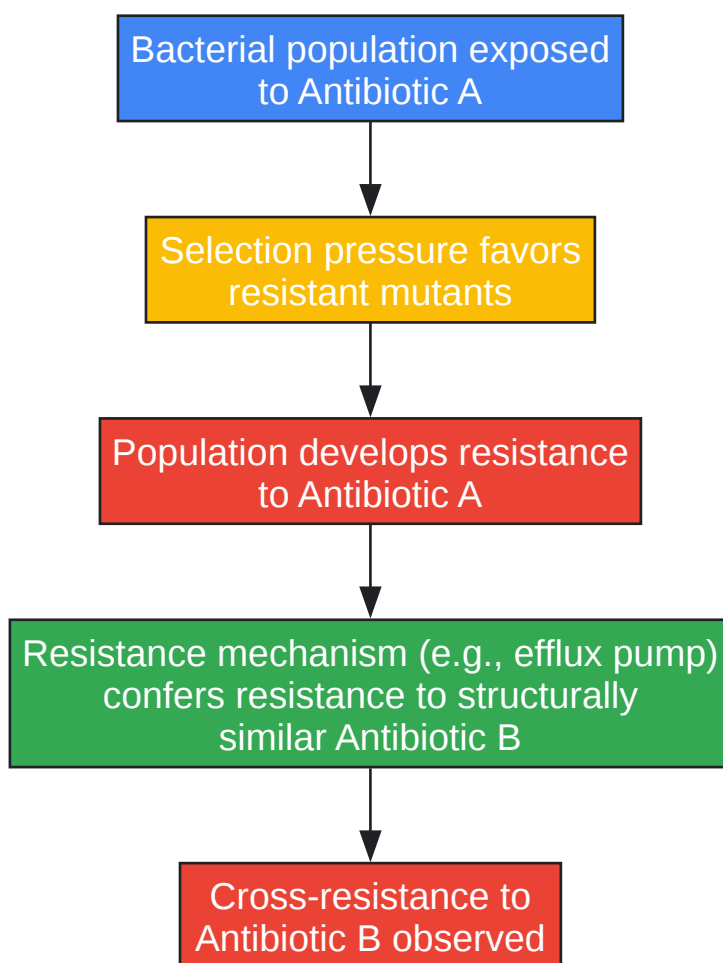 Bacterial population exposed
to Antibiotic A
Selection pressure favors
resistant mutants
Population develops resistance
to Antibiotic A
Resistance mechanism (e.g., efflux pump)
confers resistance to structurally
similar Antibiotic B
Cross-resistance to
Antibiotic B observed